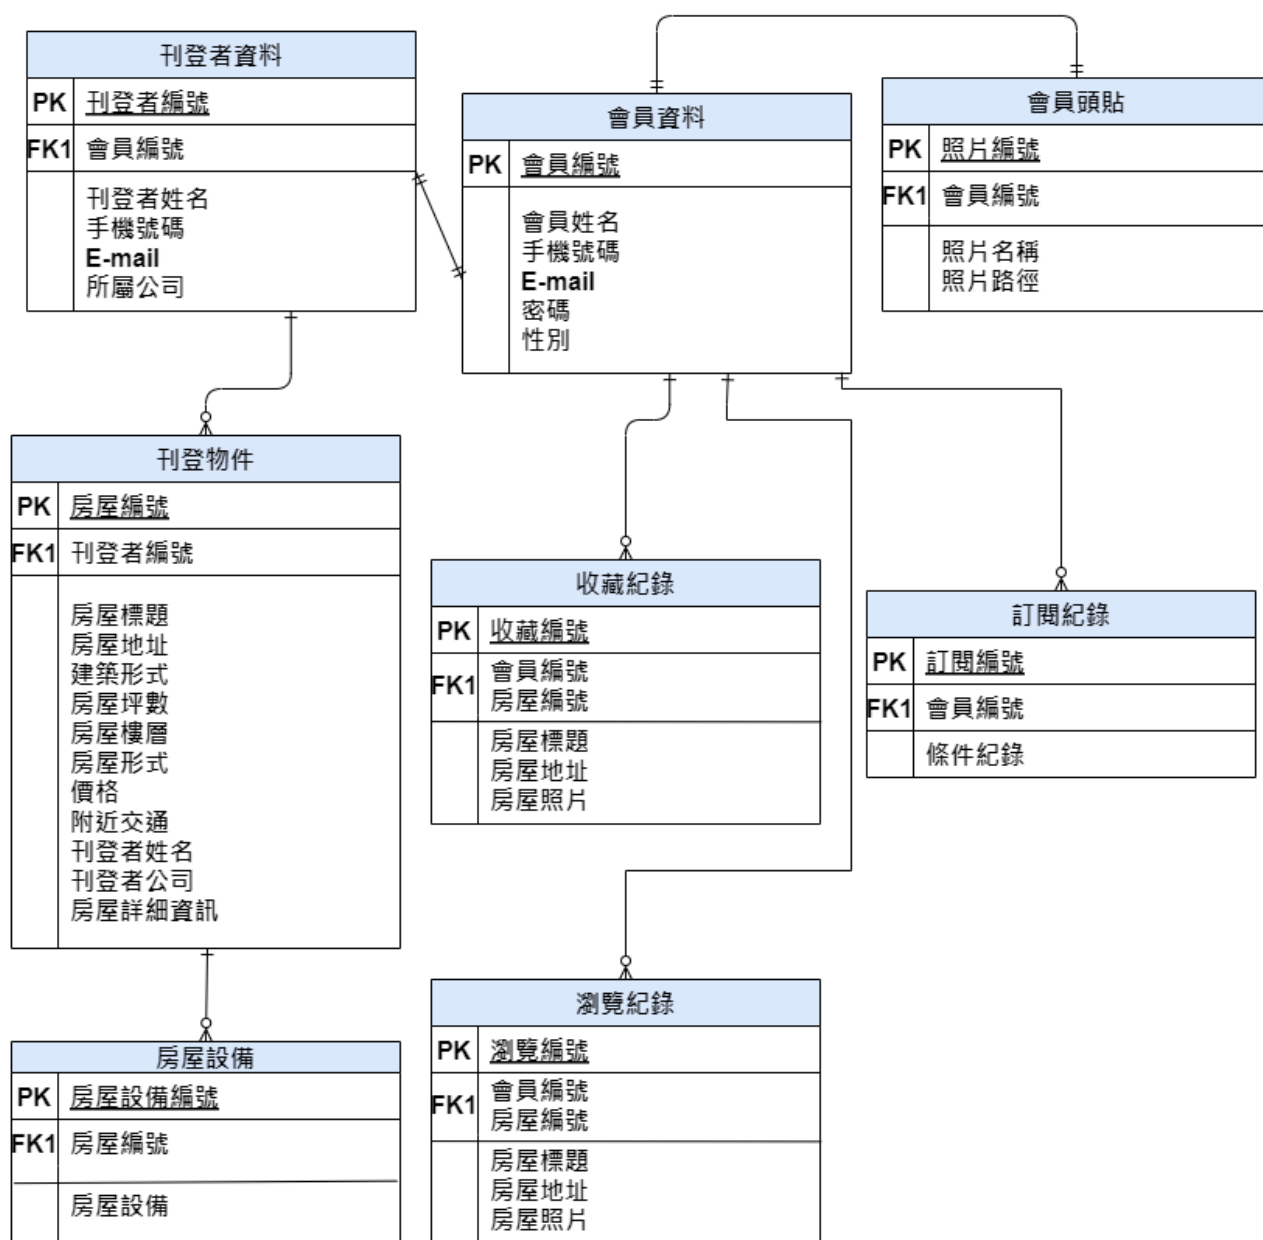 刊登者資料
PK 刊登者編號
FK1 會員編號
刊登者姓名
手機號碼
E-mail
所屬公司
會員資料
PK 會員編號
會員姓名
手機號碼
E-mail
密碼
性別
會員頭貼
PK 照片編號
FK1 會員編號
照片名稱
照片路徑
刊登物件
PK 房屋編號
FK1 刊登者編號
房屋標題
房屋地址
建築形式
房屋坪數
房屋樓層
房屋形式
價格
附近交通
刊登者姓名
刊登者公司
房屋詳細資訊
收藏紀錄
PK 收藏編號
FK1 會員編號
房屋編號
房屋標題
房屋地址
房屋照片
訂閱紀錄
PK 訂閱編號
FK1 會員編號
條件紀錄
房屋設備
PK 房屋設備編號
FK1 房屋編號
房屋設備
瀏覽紀錄
PK 瀏覽編號
FK1 會員編號
房屋編號
房屋標題
房屋地址
房屋照片